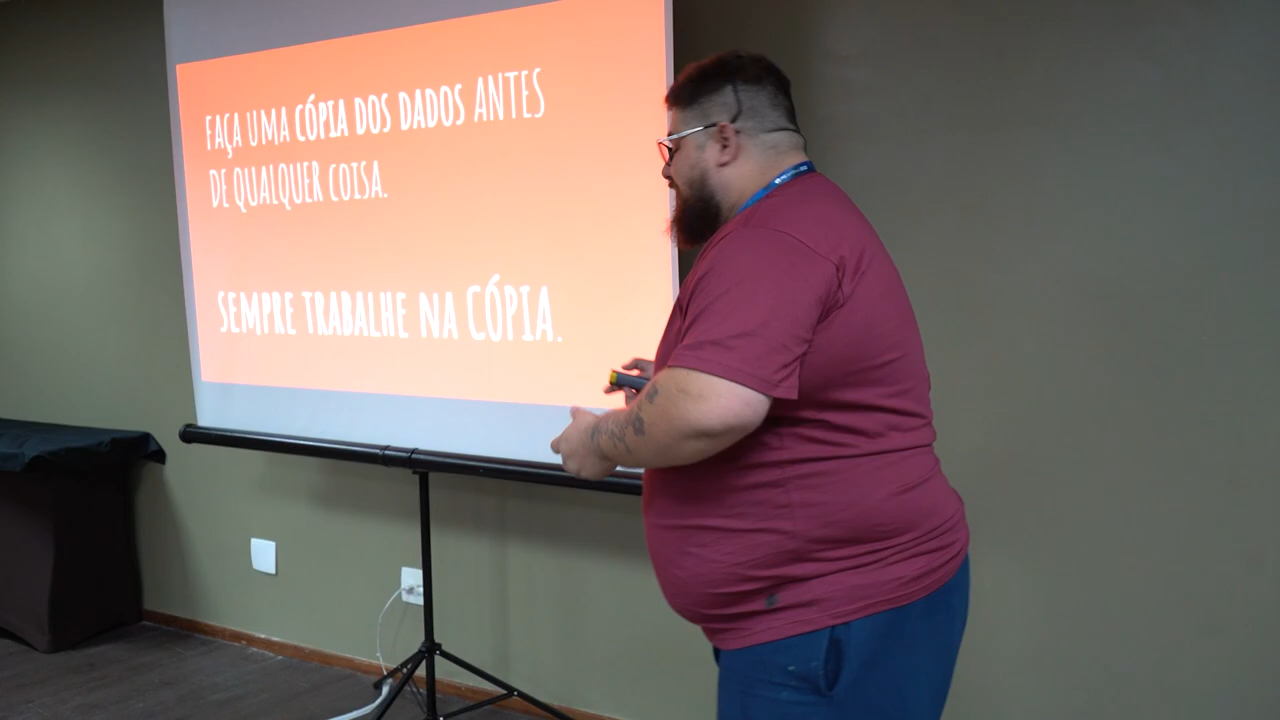 FAÇA UMA CÓPIA DOS DADOS ANTES
DE QUALQUER COISA.
SEMPRE TRABALHE NA CÓPIA.